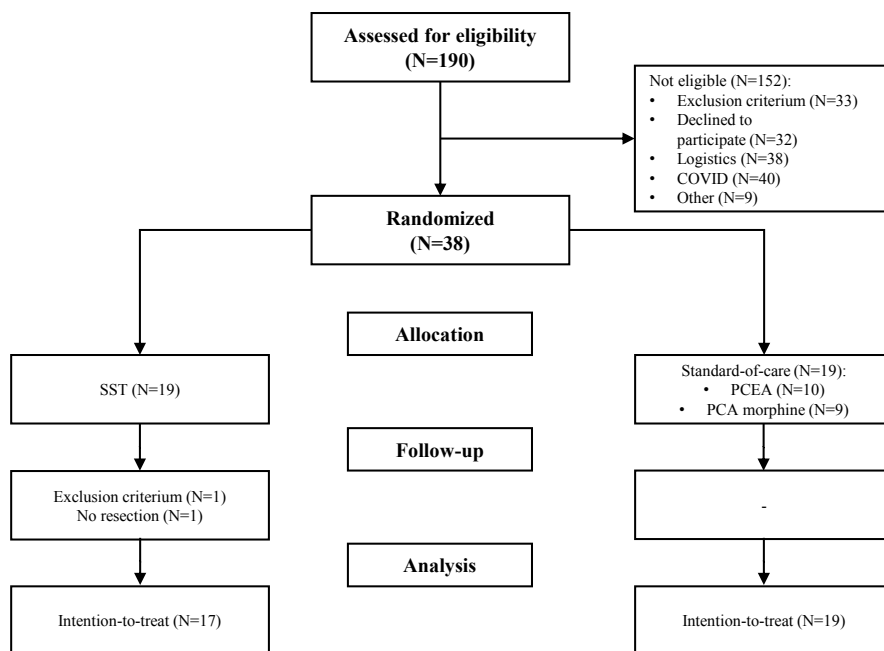 Assessed for eligibility
(N=190)
Not eligible (N=152):
• Exclusion criterium (N=33)
• Declined to
participate (N=32)
• Logistics (N=38)
• COVID (N=40)
• Other (N=9)
Randomized
(N=38)
Allocation
SST (N=19)
Standard-of-care (N=19):
• PCEA (N=10)
• PCA morphine (N=9)
Follow-up
Exclusion criterium (N=1)
No resection (N=1)
-
Analysis
Intention-to-treat (N=17)
Intention-to-treat (N=19)